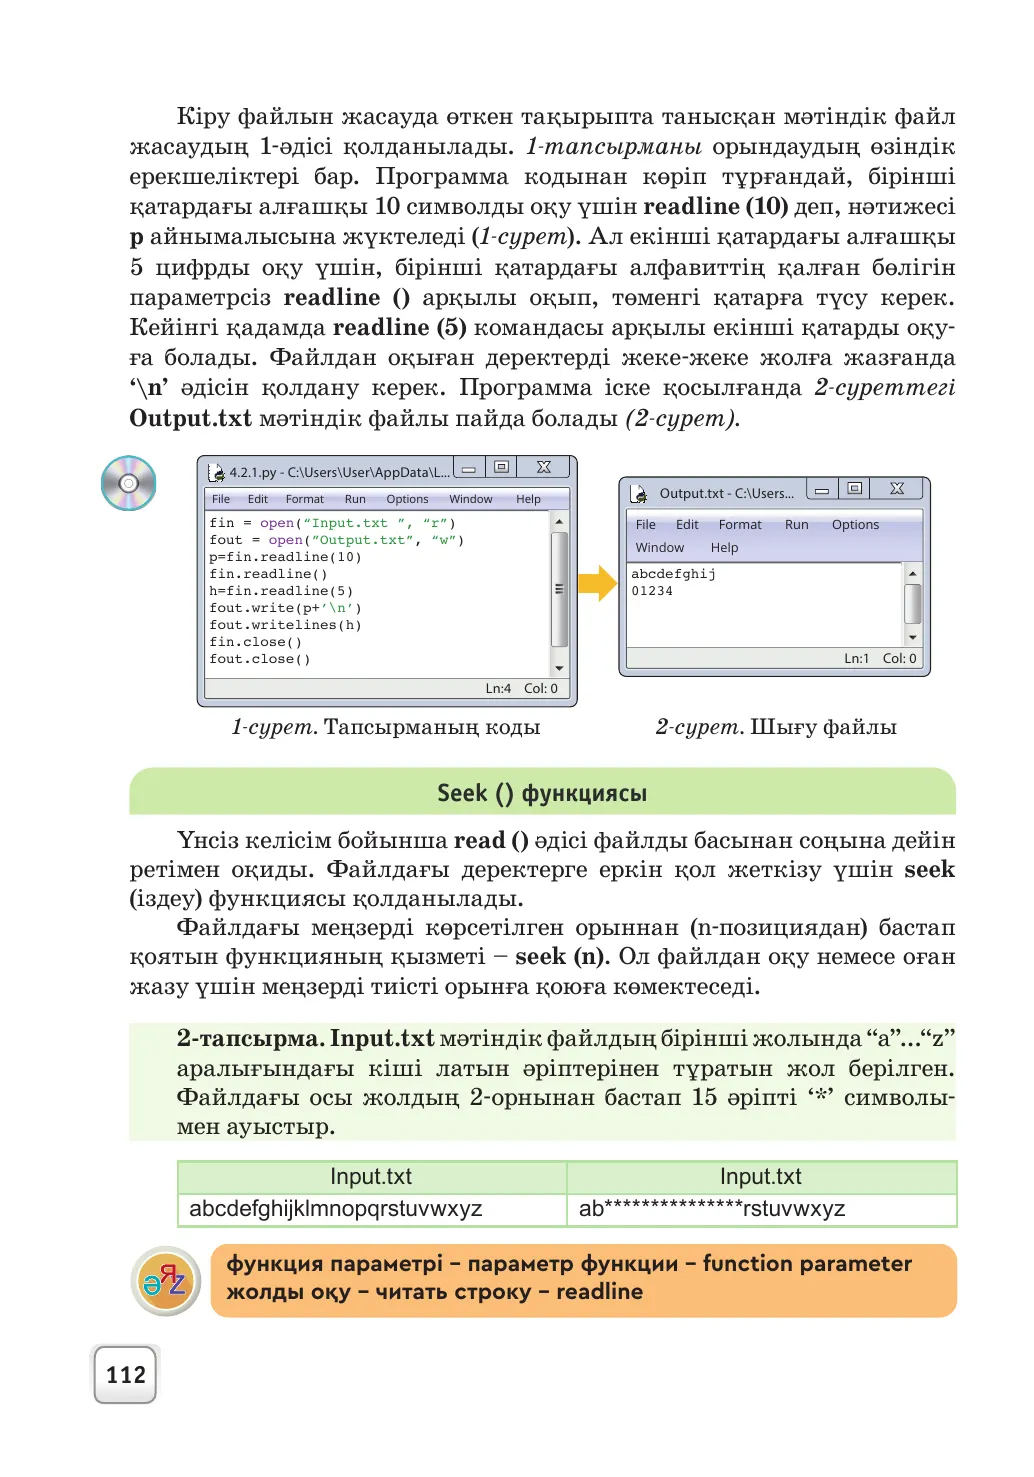 Кіру файлын жасауда өткен тақырыпта танысқан мәтіндік файл
жасаудың 1-әдісі қолданылады. 1-тапсырманы орындаудың өзіндік
ерекшеліктері бар. Программа кодынан көріп тұрғандай, бірінші
қатардағы алғашқы 10 символды оқу үшін readline (10) деп, нәтижесі
p айнымалысына жүктеледі (1-сурет). Ал екінші қатардағы алғашқы
5 цифрды оқу үшін, бірінші қатардағы алфавиттің қалған бөлігін
параметрсіз readline () арқылы оқып, төменгі қатарға түсу керек.
Кейінгі қадамда readline (5) командасы арқылы екінші қатарды оқу-
ға болады. Файлдан оқыған деректерді жеке-жеке жолға жазғанда
‘\n’ әдісін қолдану керек. Программа іске қосылғанда 2-суреттегі
Output.txt мәтіндік файлы пайда болады (2-сурет).
4.2.1.py - C:\Users\User\AppData\L...
File Edit Format Run Options Window Help
fin = open(“Input.txt ”, “r”)
fout = open(“Output.txt”, “w”)
p=fin.readline(10)
fin.readline()
h=fin.readline(5)
fout.write(p+’\n’)
fout.writelines(h)
fin.close()
fout.close()
Ln:4 Col: 0
Output.txt - C:\Users...
File Edit Format Run Options
Window Help
abcdefghij
01234
Ln:1 Col: 0
1-сурет. Тапсырманың коды
2-сурет. Шығу файлы
Seek () функциясы
Үнсіз келісім бойынша read () әдісі файлды басынан соңына дейін
ретімен оқиды. Файлдағы деректерге еркін қол жеткізу үшін seek
(іздеу) функциясы қолданылады.
Файлдағы меңзерді көрсетілген орыннан (n-позициядан) бастап
қоятын функцияның қызметі – seek (n). Ол файлдан оқу немесе оған
жазу үшін меңзерді тиісті орынға қоюға көмектеседі.
2-тапсырма. Input.txt мәтіндік файлдың бірінші жолында “a”...“z”
аралығындағы кіші латын әріптерінен тұратын жол берілген.
Файлдағы осы жолдың 2-орнынан бастап 15 әріпті ‘*’ символы-
мен ауыстыр.
Input.txt Input.txt
abcdefghijklmnopqrstuvwxyz ab***************rstuvwxyz
ә Я Z
функция параметрі – параметр функции – function parameter
жолды оқу – читать строку – readline
112